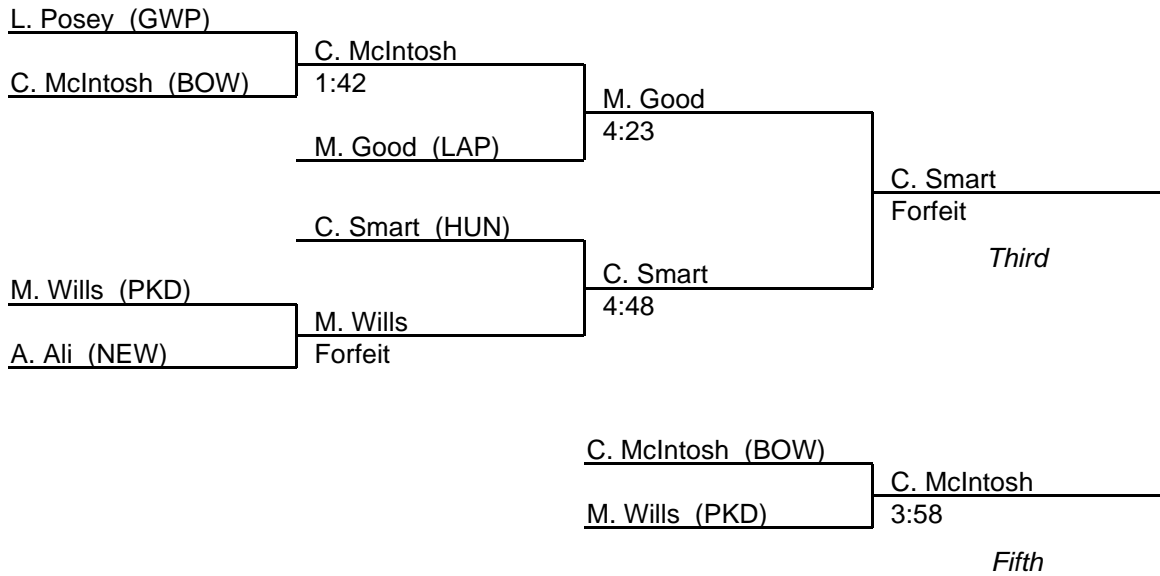 L. Posey (GWP)
C. McIntosh
C. McIntosh (BOW)
1:42
M. Good
4:23
M. Good (LAP)
C. Smart
Forfeit
C. Smart (HUN)
Third
C. Smart
M. Wills (PKD)
4:48
M. Wills
A. Ali (NEW)
Forfeit
C. McIntosh (BOW)
C. McIntosh
M. Wills (PKD)
3:58
Fifth